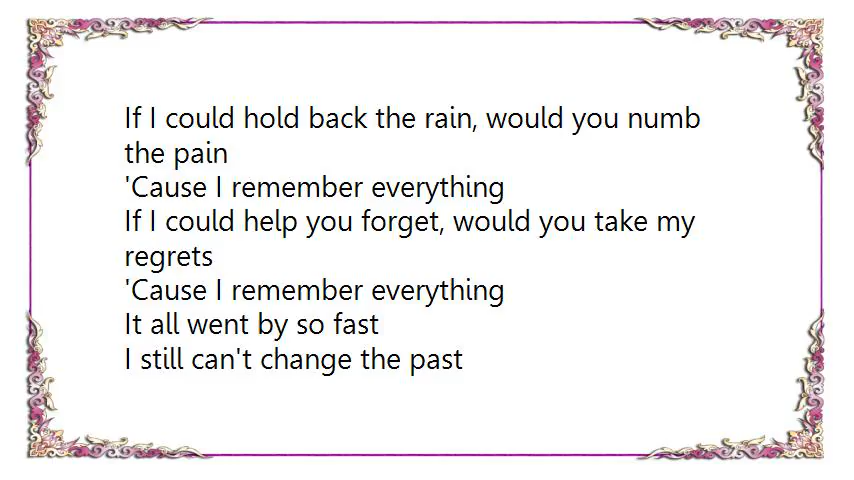 If I could hold back the rain, would you numb
the pain
'Cause I remember everything
If I could help you forget, would you take my
regrets
'Cause I remember everything
It all went by so fast
I still can't change the past